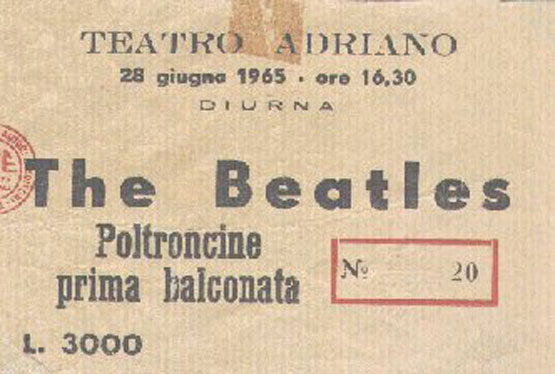 TEATRO ADRIANO
28 giugno 1965 - ore 16,30
DIURNA
The Beatles
Poltroncine
prima balconata
Nº 20
L. 3000